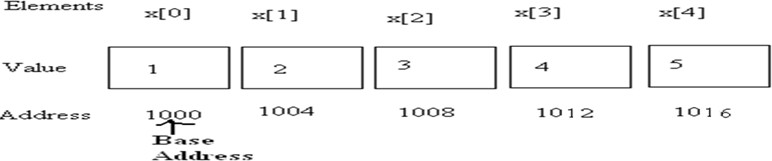 Elements x[0] x[1] x[2] x[3] x[4]
Value 1 2 3 4 5
Address 1000 1004 1008 1012 1016
Base
Address